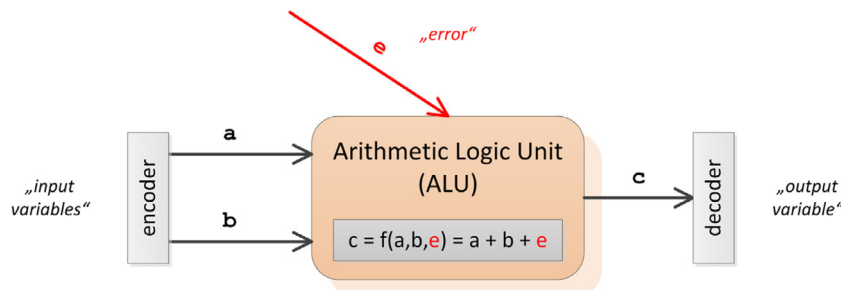 e „error“
a
Arithmetic Logic Unit
(ALU)
„input
variables“
encoder
b
c = f(a,b,e) = a + b + e
c
decoder
„output
variable“